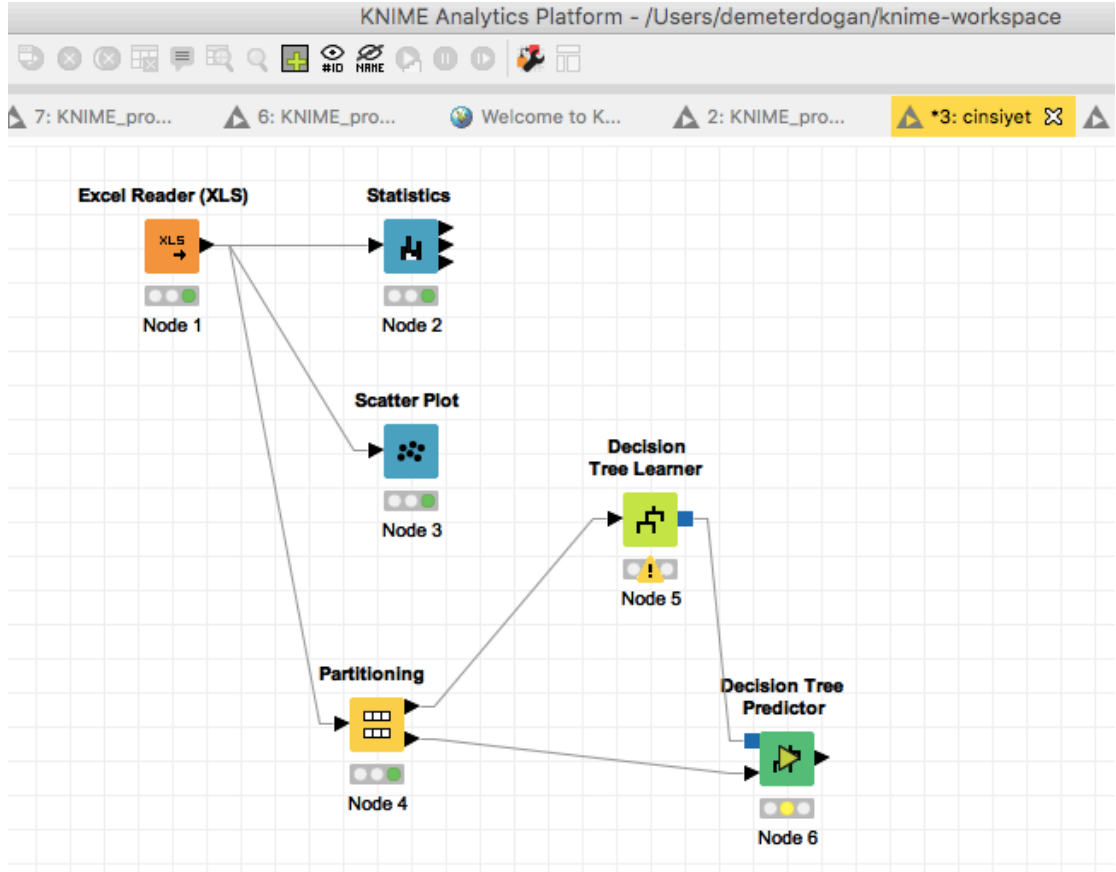 KNIME Analytics Platform - /Users/demeterdogan/knime-workspace
#ID NAME
7: KNIME_pro... 6: KNIME_pro... Welcome to K... 2: KNIME_pro... *3: cinsiyet
Excel Reader (XLS) Statistics
XLS
Node 1 Node 2
Scatter Plot
Node 3
Decision
Tree Learner
Node 5
Partitioning
Node 4
Decision Tree
Predictor
Node 6